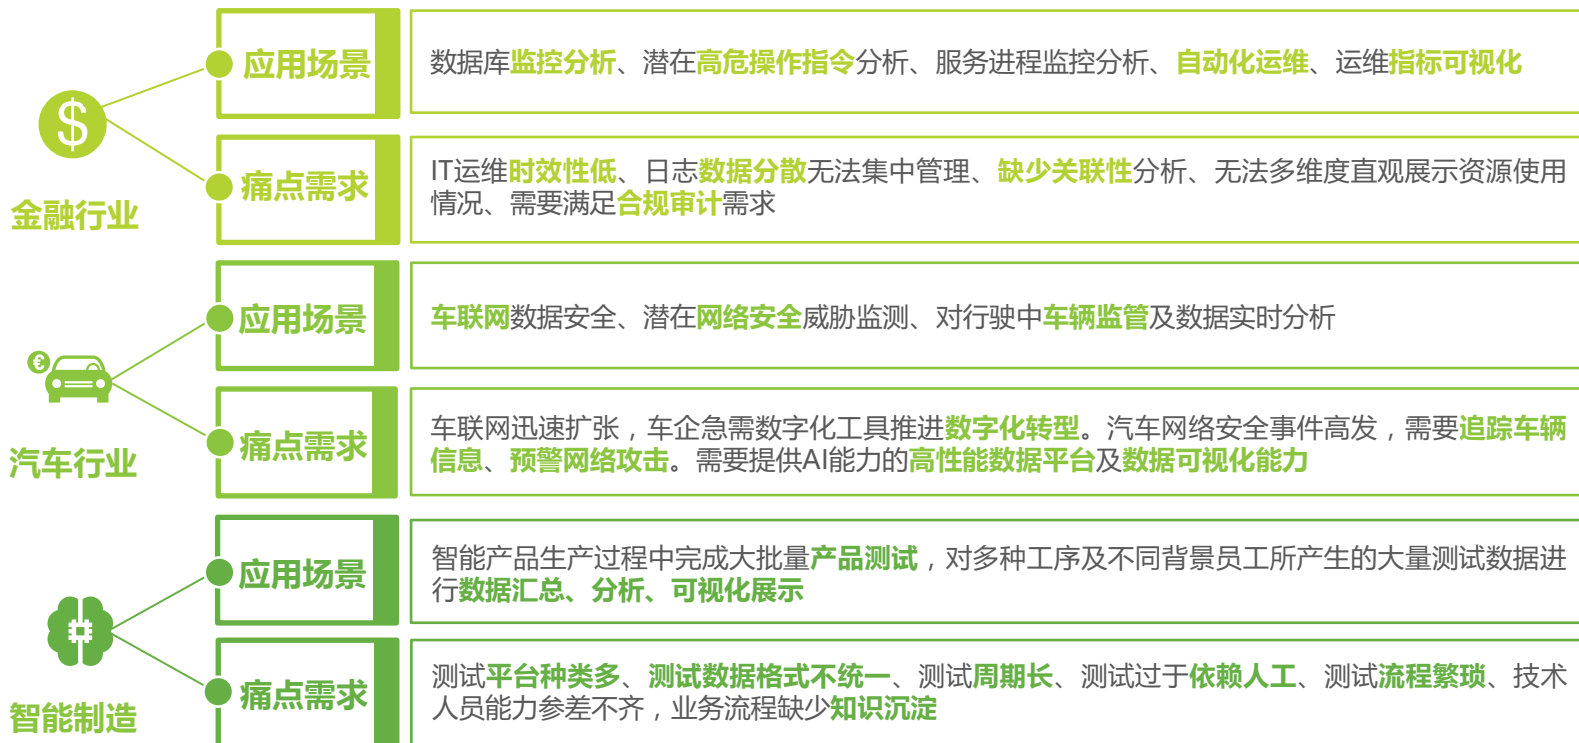 应用场景
数据库监控分析、潜在高危操作指令分析、服务进程监控分析、自动化运维、运维指标可视化
$
痛点需求
IT运维时效性低、日志数据分散无法集中管理、缺少关联性分析、无法多维度直观展示资源使用
情况、需要满足合规审计需求
金融行业
应用场景
车联网数据安全、潜在网络安全威胁监测、对行驶中车辆监管及数据实时分析
€
痛点需求
车联网迅速扩张，车企急需数字化工具推进数字化转型。汽车网络安全事件高发，需要追踪车辆
信息、预警网络攻击。需要提供AI能力的高性能数据平台及数据可视化能力
汽车行业
应用场景
智能产品生产过程中完成大批量产品测试，对多种工序及不同背景员工所产生的大量测试数据进
行数据汇总、分析、可视化展示
痛点需求
测试平台种类多、测试数据格式不统一、测试周期长、测试过于依赖人工、测试流程繁琐、技术
人员能力参差不齐，业务流程缺少知识沉淀
智能制造